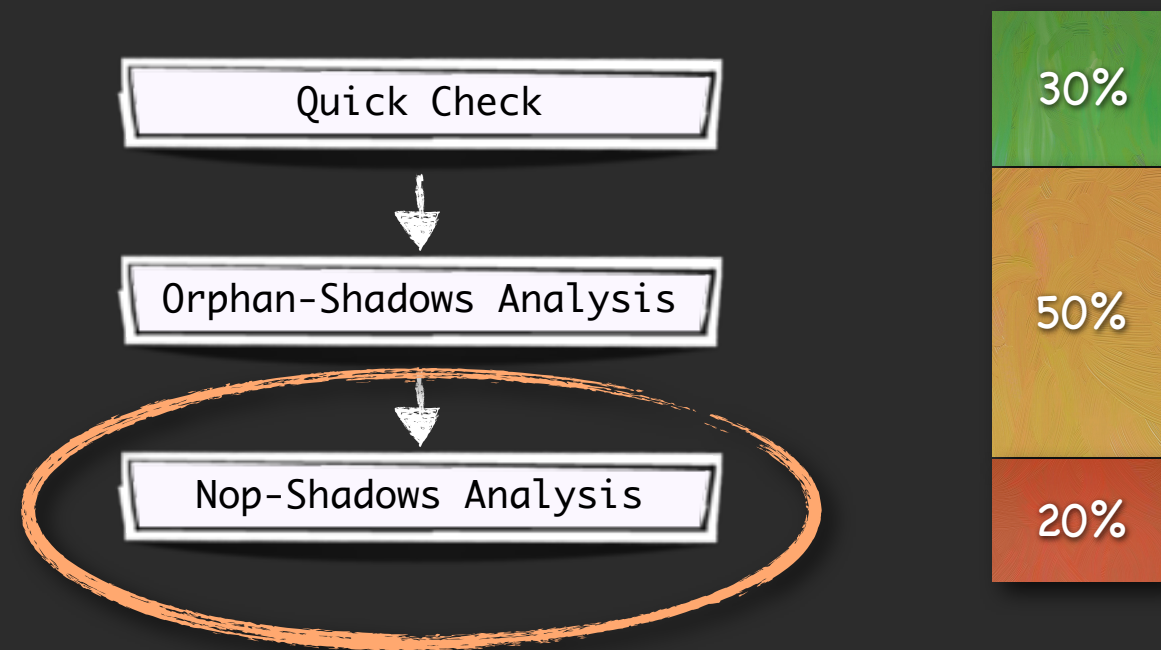 Quick Check
30%
Orphan-Shadows Analysis
50%
Nop-Shadows Analysis
20%